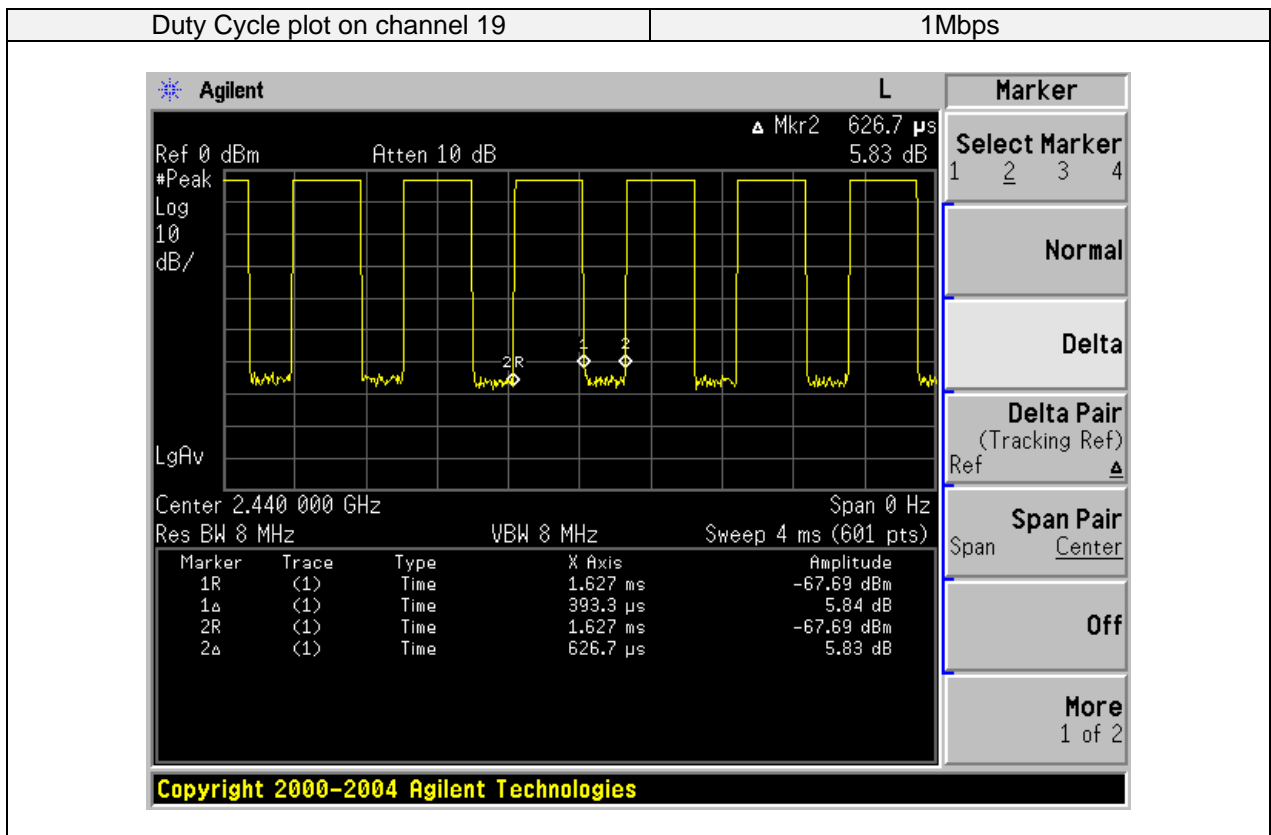 Duty Cycle plot on channel 19 1Mbps
Agilent L Marker
Δ Mkr2 626.7 µs
Ref 0 dBm Atten 10 dB 5.83 dB
#Peak
Log
10
dB/
2R
1
2
LgAv
Center 2.440 000 GHz Span 0 Hz
Res BW 8 MHz VBW 8 MHz Sweep 4 ms (601 pts)
Marker Trace Type X Axis Amplitude
1R (1) Time 1.627 ms -67.69 dBm
1Δ (1) Time 393.3 µs 5.84 dB
2R (1) Time 1.627 ms -67.69 dBm
2Δ (1) Time 626.7 µs 5.83 dB
Select Marker
1 2 3 4
Normal
Delta
Delta Pair
(Tracking Ref)
Ref Δ
Span Pair
Span Center
Off
More
1 of 2
Copyright 2000-2004 Agilent Technologies